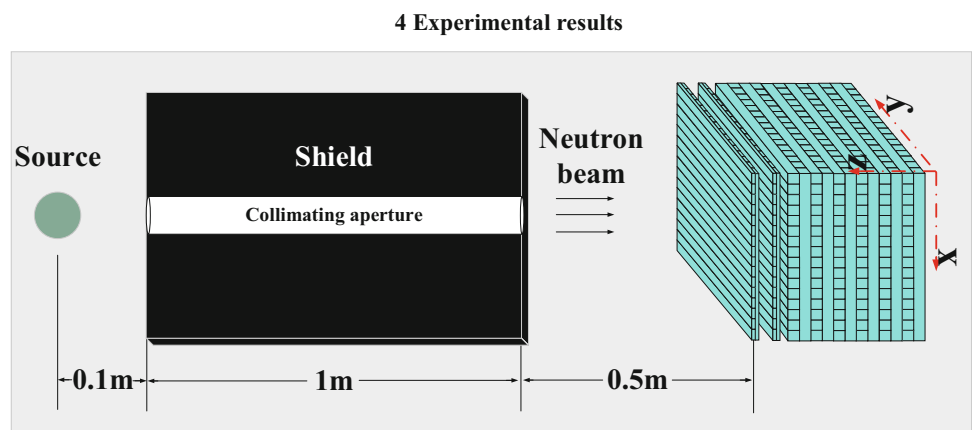 4 Experimental results
Source
Shield
Collimating aperture
Neutron
beam
y
z
x
0.1m
1m
0.5m